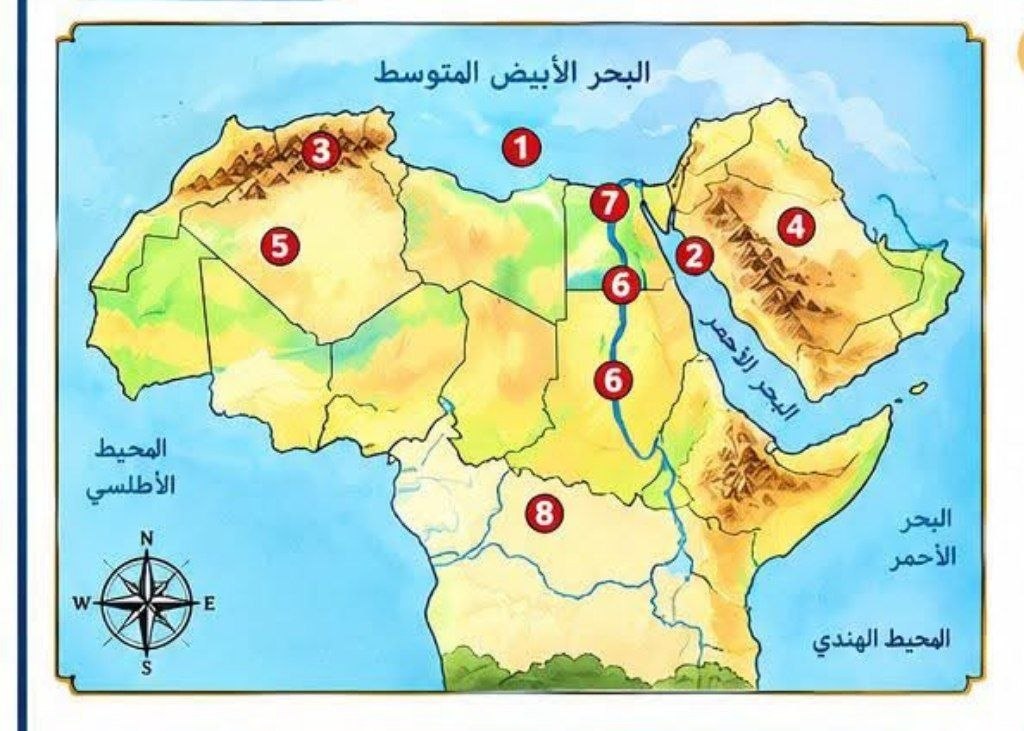 البحر الأبيض المتوسط
1
3
7
2
4
5
6
6
البحر الأحمر
المحيط
الأطلسي
8
البحر
الأحمر
المحيط الهندي
N
W
E
S